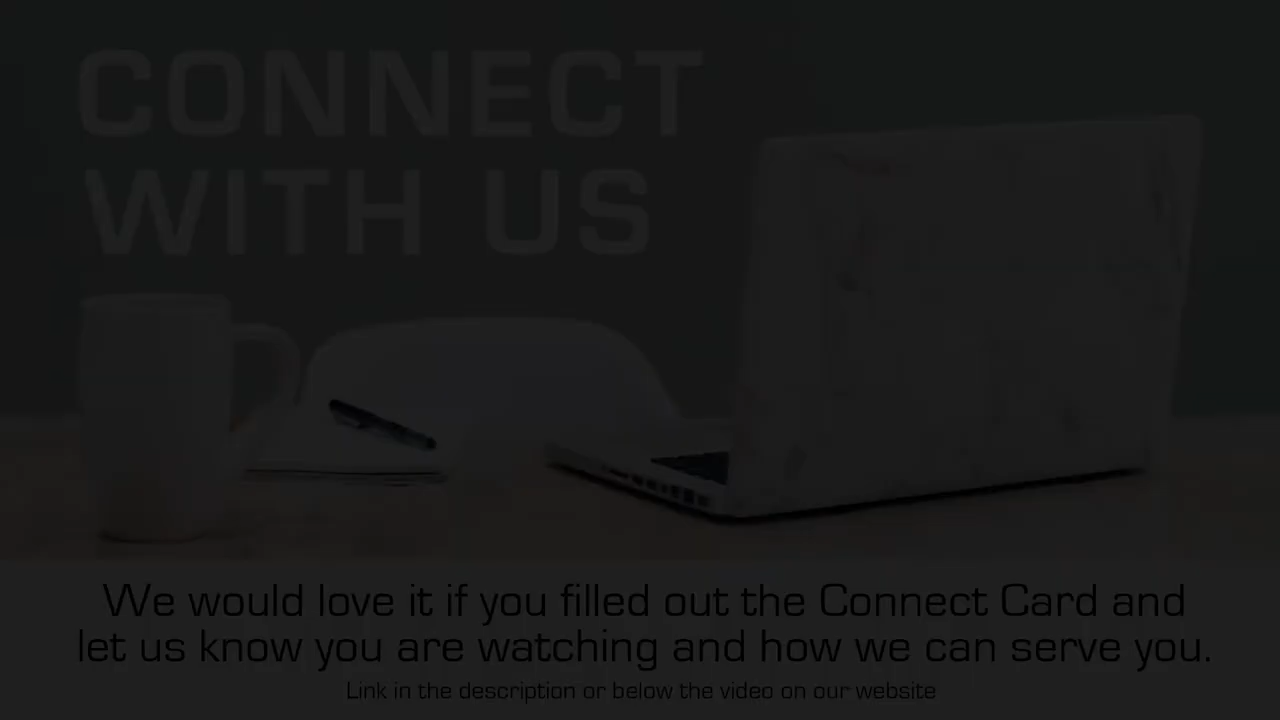 CONNECT
WITH US
We would love it if you filled out the Connect Card and
let us know you are watching and how we can serve you.
Link in the description or below the video on our website